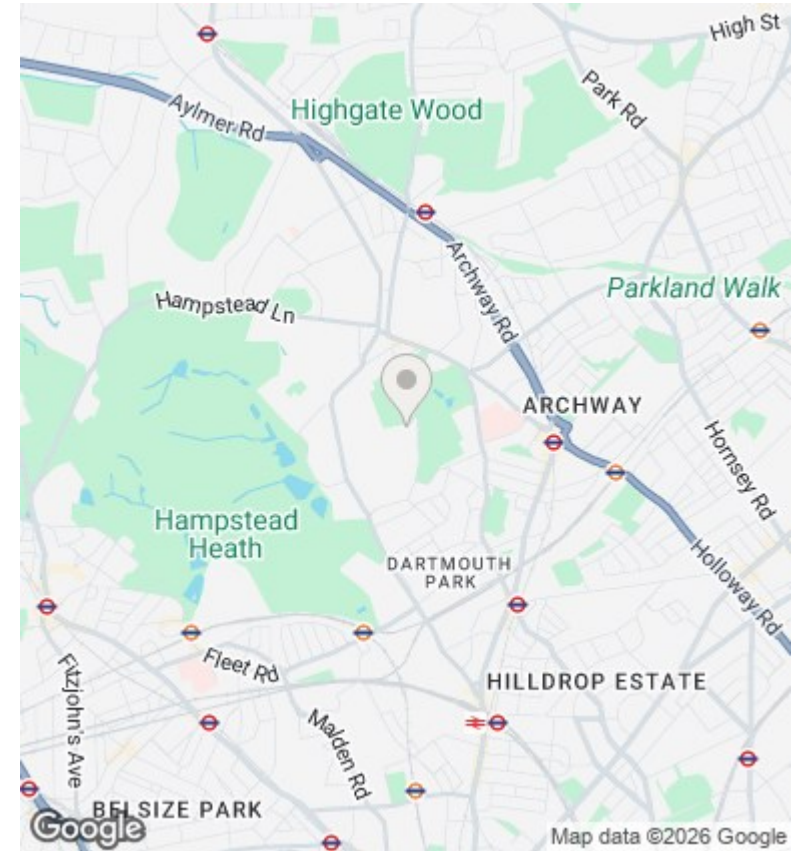 High St
Park Rd
Aylmer Rd
Highgate Wood
Archway Rd
Parkland Walk
Hampstead Ln
ARCHWAY
Hornsey Rd
Hampstead
Heath
DARTMOUTH
PARK
Holloway Rd
Fleet Rd
Fitzjohn's Ave
HILLDROP ESTATE
Malden Rd
BELSIZE PARK
Google
Map data ©2026 Google